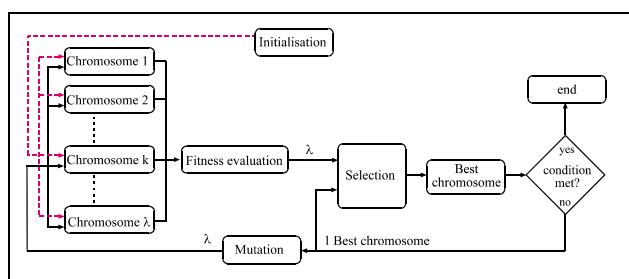 Initialisation
Chromosome 1
Chromosome 2
Chromosome k
Chromosome λ
Fitness evaluation
λ
Selection
Best
chromosome
end
yes
condition
met?
no
1 Best chromosome
Mutation
λ